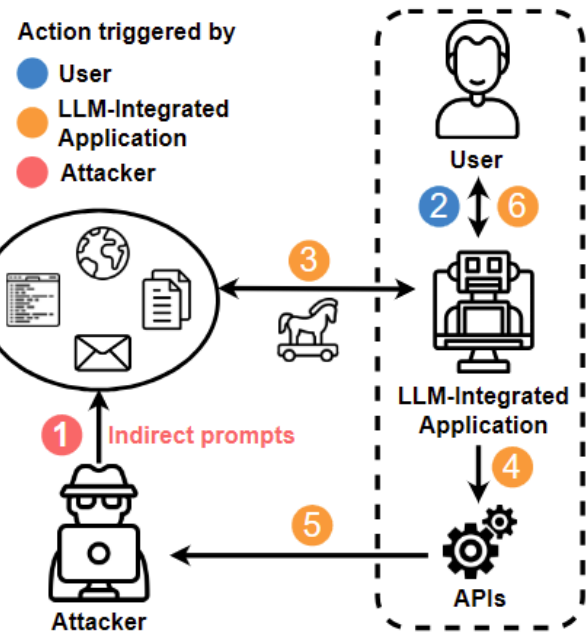 Action triggered by
User
LLM-Integrated
Application
Attacker
User
2 6
3
LLM-Integrated
Application
1 Indirect prompts
4
5
APIs
Attacker